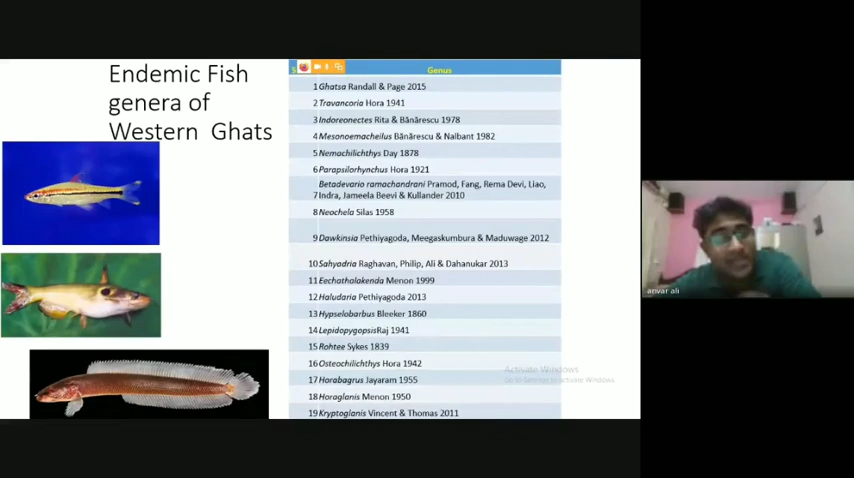 Endemic Fish
genera of
Western Ghats
S
Genus
1 Ghatsa Randall & Page 2015
2 Travancoria Hora 1941
3 Indoreonectes Rita & Bănărescu 1978
4 Mesonoemacheilus Bănărescu & Nalbant 1982
5 Nemachilichthys Day 1878
6 Parapsilorhynchus Hora 1921
Betadevario ramachandrani Pramod, Fang, Rema Devi, Liao,
7 Indra, Jameela Beevi & Kullander 2010
8 Neochela Silas 1958
9 Dawkinsia Pethiyagoda, Meegaskumbura & Maduwage 2012
10 Sahyadria Raghavan, Philip, Ali & Dahanukar 2013
11 Eechathalakenda Menon 1999
12 Haludaria Pethiyagoda 2013
13 Hypselobarbus Bleeker 1860
14 LepidopygopsisRaj 1941
15 Rohtee Sykes 1839
16 Osteochilichthys Hora 1942
17 Horabagrus Jayaram 1955
18 Horaglanis Menon 1950
19 Kryptoglanis Vincent & Thomas 2011
Activate Windows
Go to Settings to activate Windows.
anvar ali